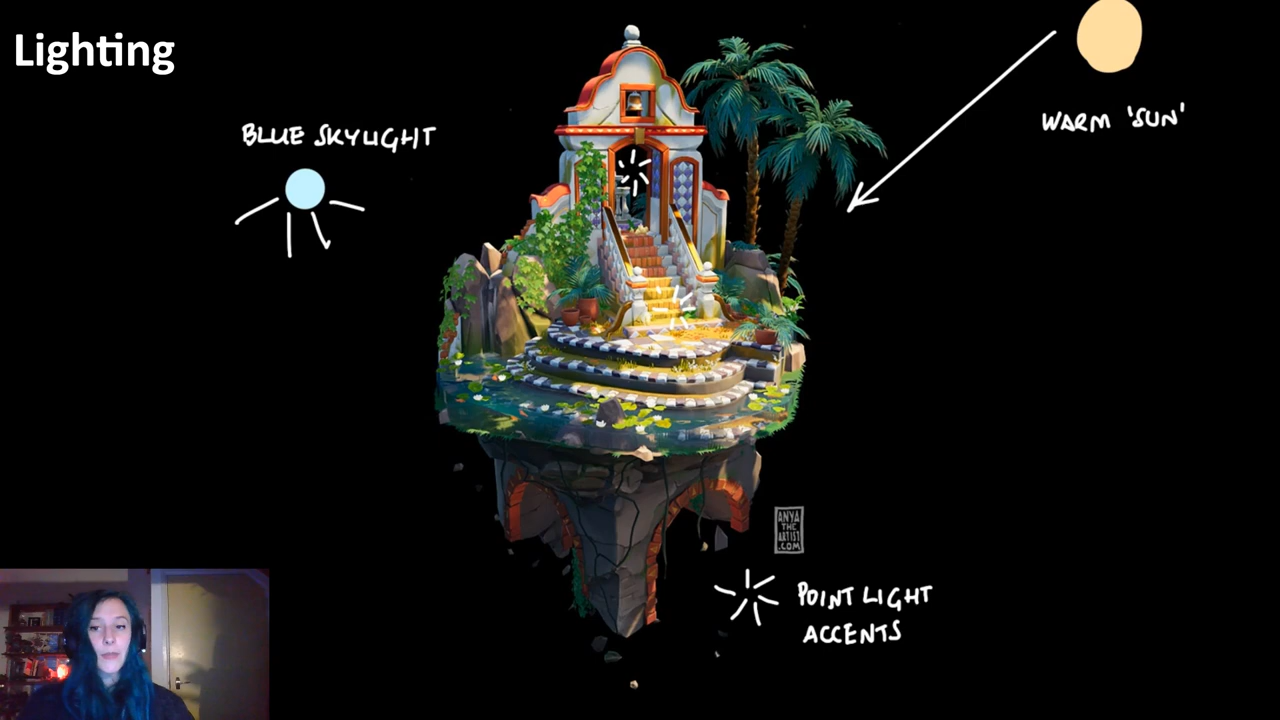 Lighting
BLUE SKYLIGHT
WARM 'SUN'
ANYA
THE
ARTIST
.COM
POINT LIGHT
ACCENTS